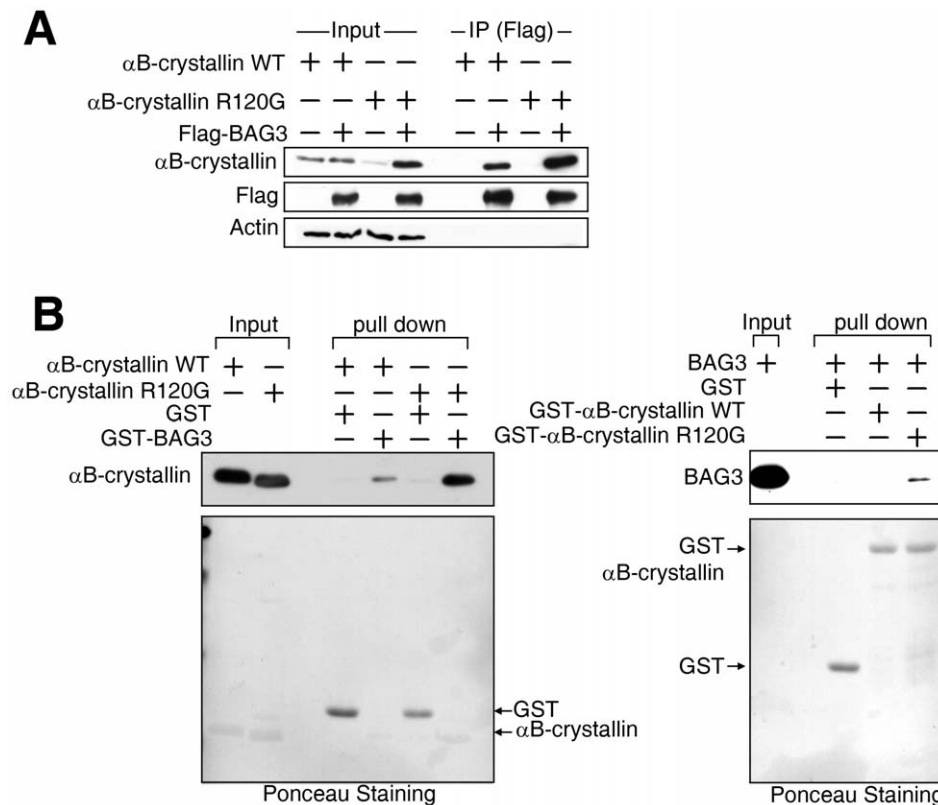 A
Input IP (Flag)
αB-crystallin WT + + − − + + − −
αB-crystallin R120G − − + + − − + +
Flag-BAG3 − + − + − + − +
αB-crystallin
Flag
Actin
B
Input pull down
αB-crystallin WT + − + + − −
αB-crystallin R120G − + − − + +
GST + − + −
GST-BAG3 − + − +
αB-crystallin
GST
αB-crystallin
Ponceau Staining
Input pull down
BAG3 + + + +
GST + − −
GST-αB-crystallin WT − + −
GST-αB-crystallin R120G − − +
BAG3
GST
αB-crystallin
GST
Ponceau Staining